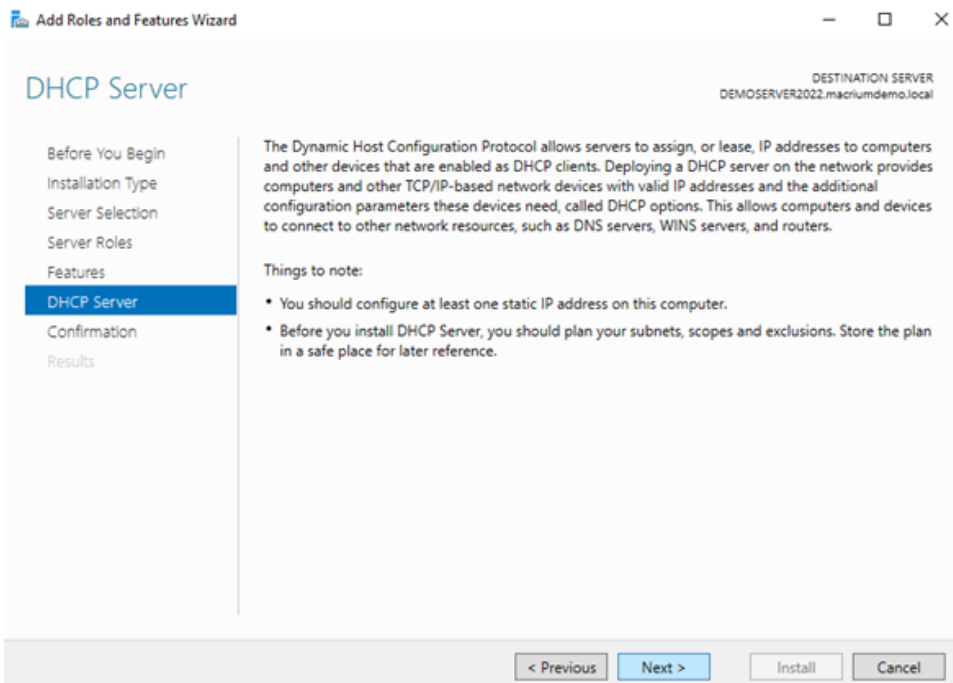 Add Roles and Features Wizard
DHCP Server
DESTINATION SERVER
DEMOSERVER2022.macriumdemo.local
Before You Begin
Installation Type
Server Selection
Server Roles
Features
DHCP Server
Confirmation
Results
The Dynamic Host Configuration Protocol allows servers to assign, or lease, IP addresses to computers
and other devices that are enabled as DHCP clients. Deploying a DHCP server on the network provides
computers and other TCP/IP-based network devices with valid IP addresses and the additional
configuration parameters these devices need, called DHCP options. This allows computers and devices
to connect to other network resources, such as DNS servers, WINS servers, and routers.
Things to note:
• You should configure at least one static IP address on this computer.
• Before you install DHCP Server, you should plan your subnets, scopes and exclusions. Store the plan
in a safe place for later reference.
< Previous
Next >
Install
Cancel